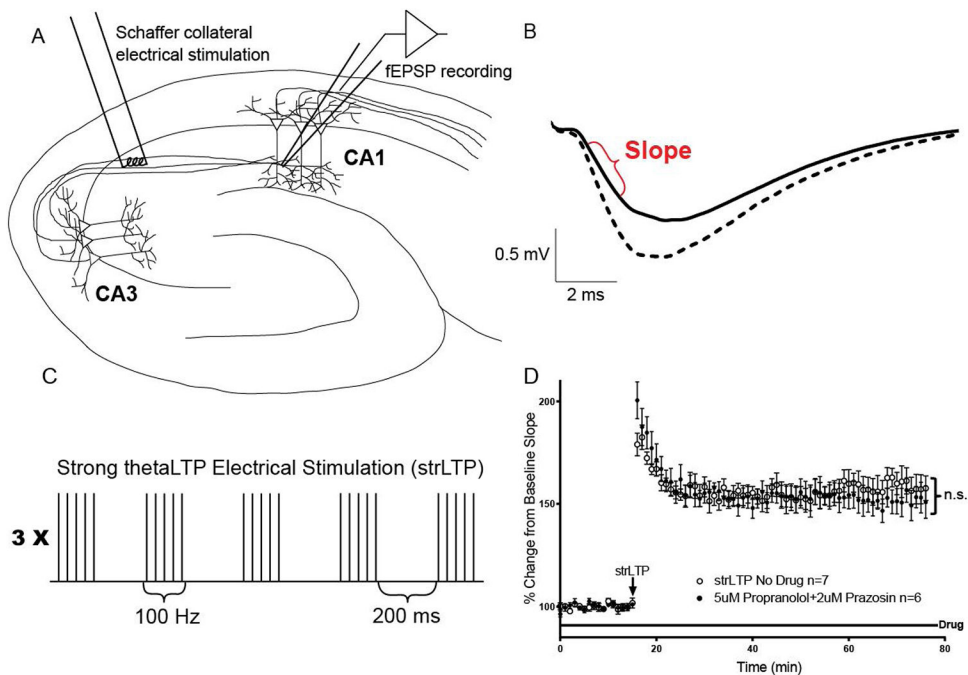 A
Schaffer collateral
electrical stimulation
fEPSP recording
CA1
CA3
B
Slope
0.5 mV
2 ms
C
Strong thetaLTP Electrical Stimulation (strLTP)
3 X
100 Hz
200 ms
D
% Change from Baseline Slope
200
150
100
n.s.
strLTP
strLTP No Drug n=7
5uM Propranolol+2uM Prazosin n=6
Drug
0
20
40
60
80
Time (min)